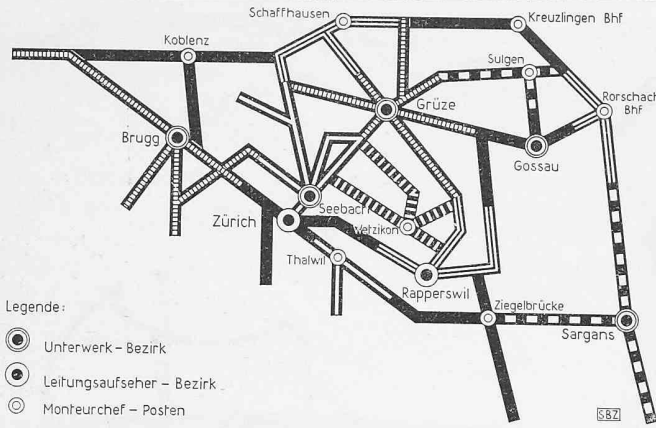 Schaffhausen
Kreuzlingen Bhf
Koblenz
Sulgen
Grüze
Rorschach
Bhf
Brugg
Gossau
Seebach
Zürich
Wetzikon
Thalwil
Rapperswil
Ziegelbrücke
Sargans
Legende:
Unterwerk – Bezirk
Leitungsaufseher – Bezirk
Monteurchef – Posten
SBZ